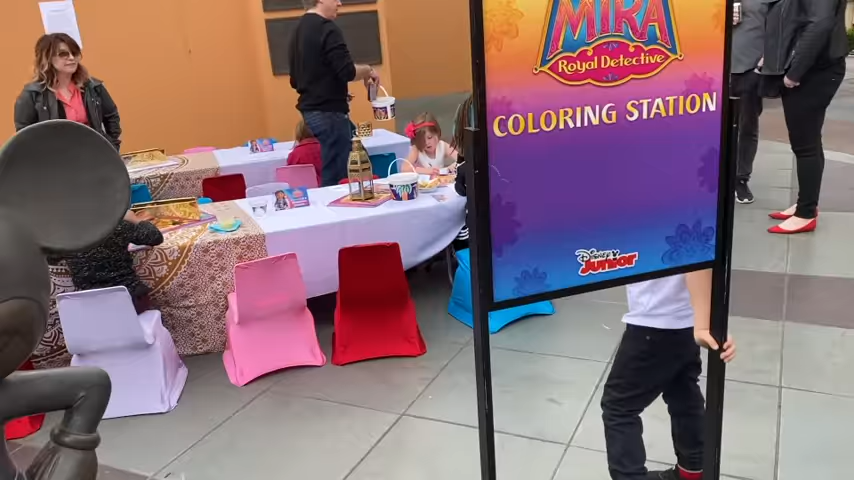 MIRA
Royal Detective
COLORING STATION
Disney
Junior